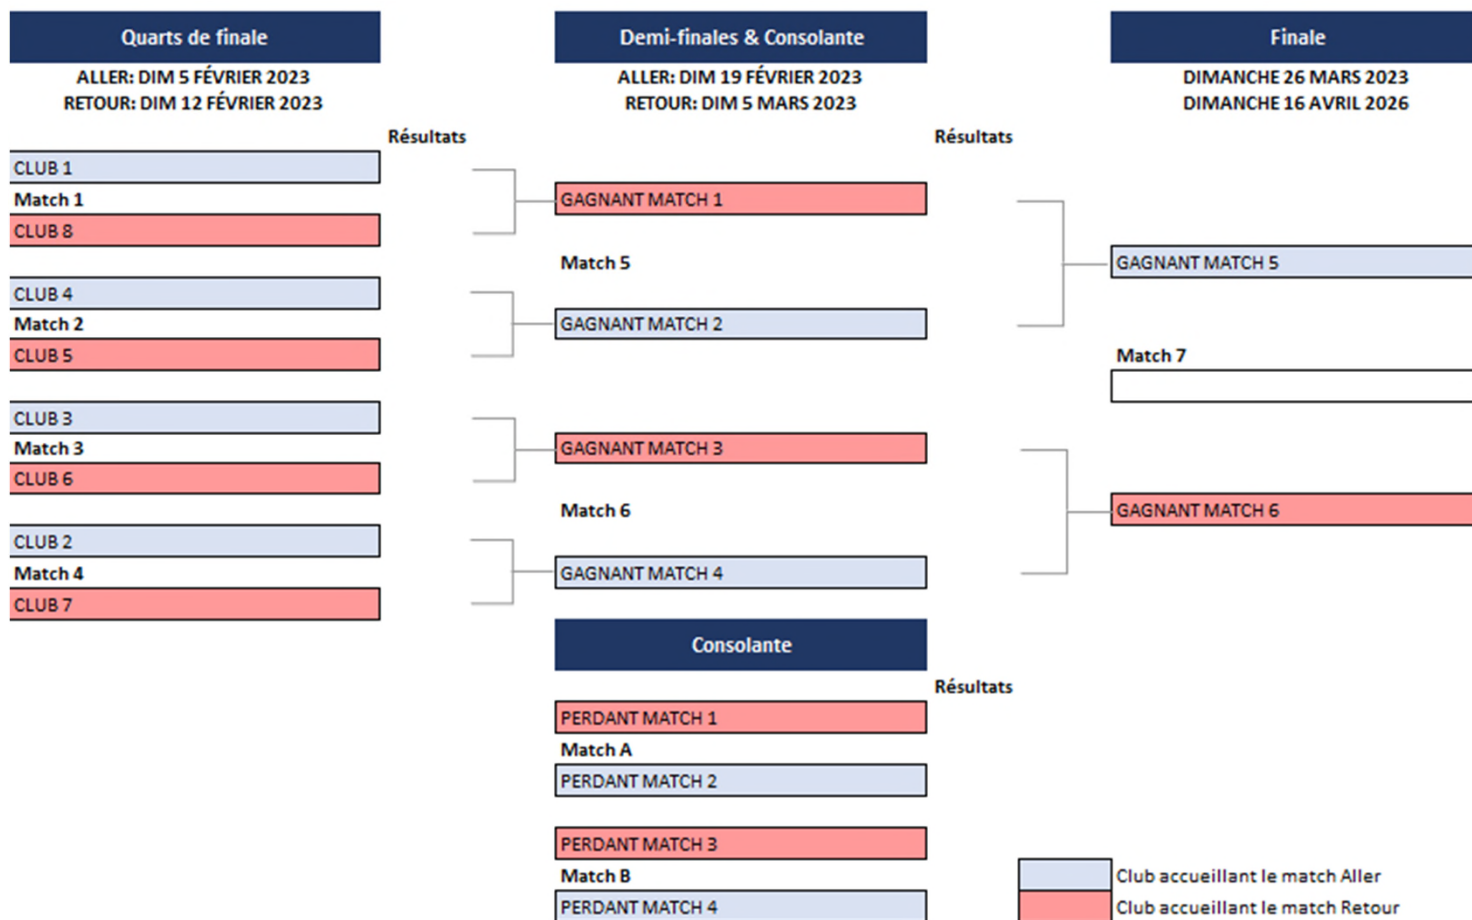 Quarts de finale
ALLER: DIM 5 FÉVRIER 2023
RETOUR: DIM 12 FÉVRIER 2023
Résultats
CLUB 1
Match 1
CLUB 8
CLUB 4
Match 2
CLUB 5
CLUB 3
Match 3
CLUB 6
CLUB 2
Match 4
CLUB 7
Demi-finales & Consolante
ALLER: DIM 19 FÉVRIER 2023
RETOUR: DIM 5 MARS 2023
Résultats
GAGNANT MATCH 1
Match 5
GAGNANT MATCH 2
GAGNANT MATCH 3
Match 6
GAGNANT MATCH 4
Finale
DIMANCHE 26 MARS 2023
DIMANCHE 16 AVRIL 2026
GAGNANT MATCH 5
Match 7
GAGNANT MATCH 6
Consolante
Résultats
PERDANT MATCH 1
Match A
PERDANT MATCH 2
PERDANT MATCH 3
Match B
PERDANT MATCH 4
Club accueillant le match Aller
Club accueillant le match Retour